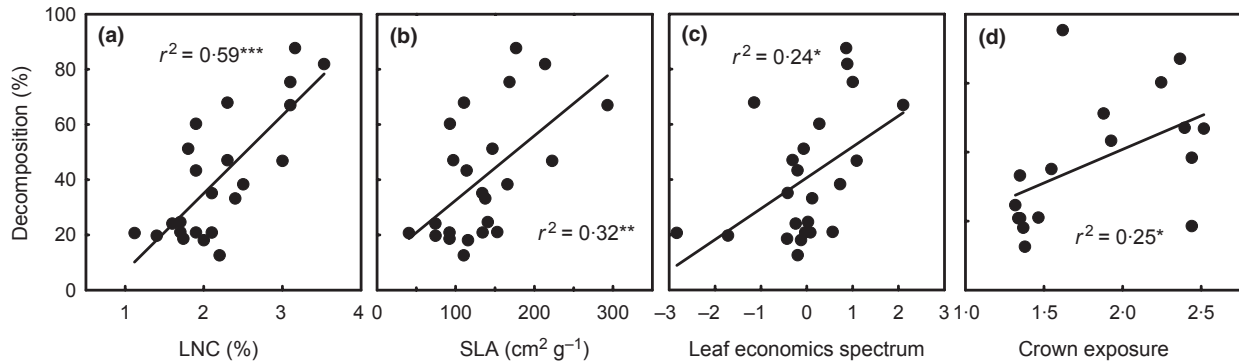 Decomposition (%)
100
80
60
40
20
0
(a)
r² = 0·59***
1
2
3
4
LNC (%)
(b)
r² = 0·32**
0
100
200
300
SLA (cm² g⁻¹)
(c)
r² = 0·24*
–3
–2
–1
0
1
2
3
Leaf economics spectrum
(d)
r² = 0·25*
1·0
1·5
2·0
2·5
Crown exposure